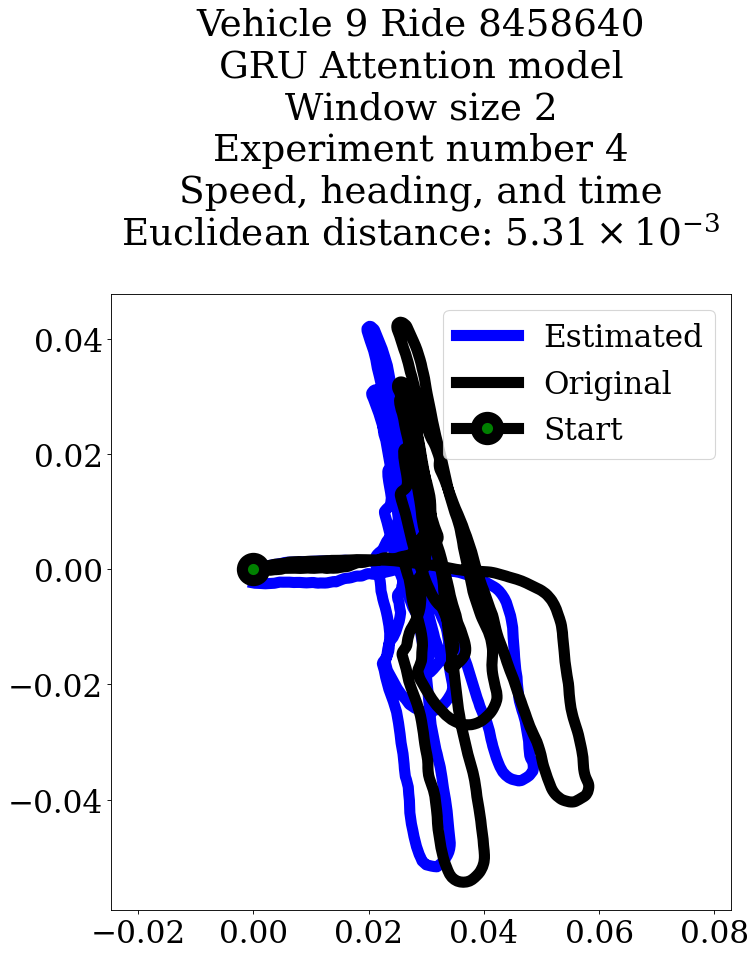 Vehicle 9 Ride 8458640
GRU Attention model
Window size 2
Experiment number 4
Speed, heading, and time
Euclidean distance: 5.31 × 10⁻³
Estimated
Original
Start
0.04
0.02
0.00
−0.02
−0.04
−0.02 0.00 0.02 0.04 0.06 0.08